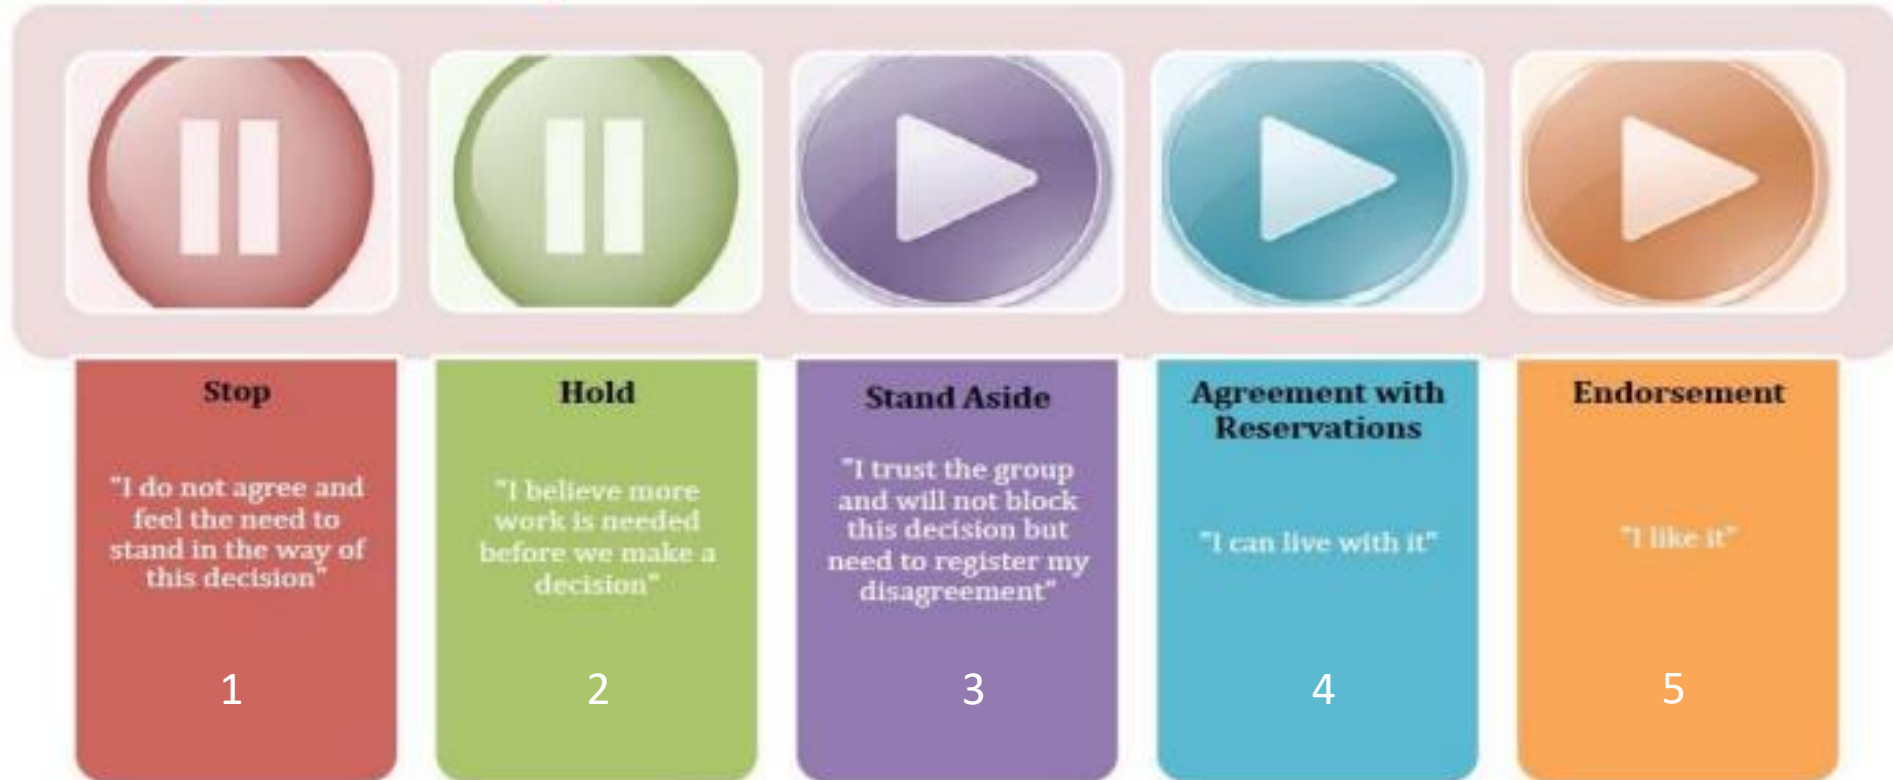 Stop
"I do not agree and
feel the need to
stand in the way of
this decision"
1
Hold
"I believe more
work is needed
before we make a
decision"
2
Stand Aside
"I trust the group
and will not block
this decision but
need to register my
disagreement"
3
Agreement with
Reservations
"I can live with it"
4
Endorsement
"I like it"
5